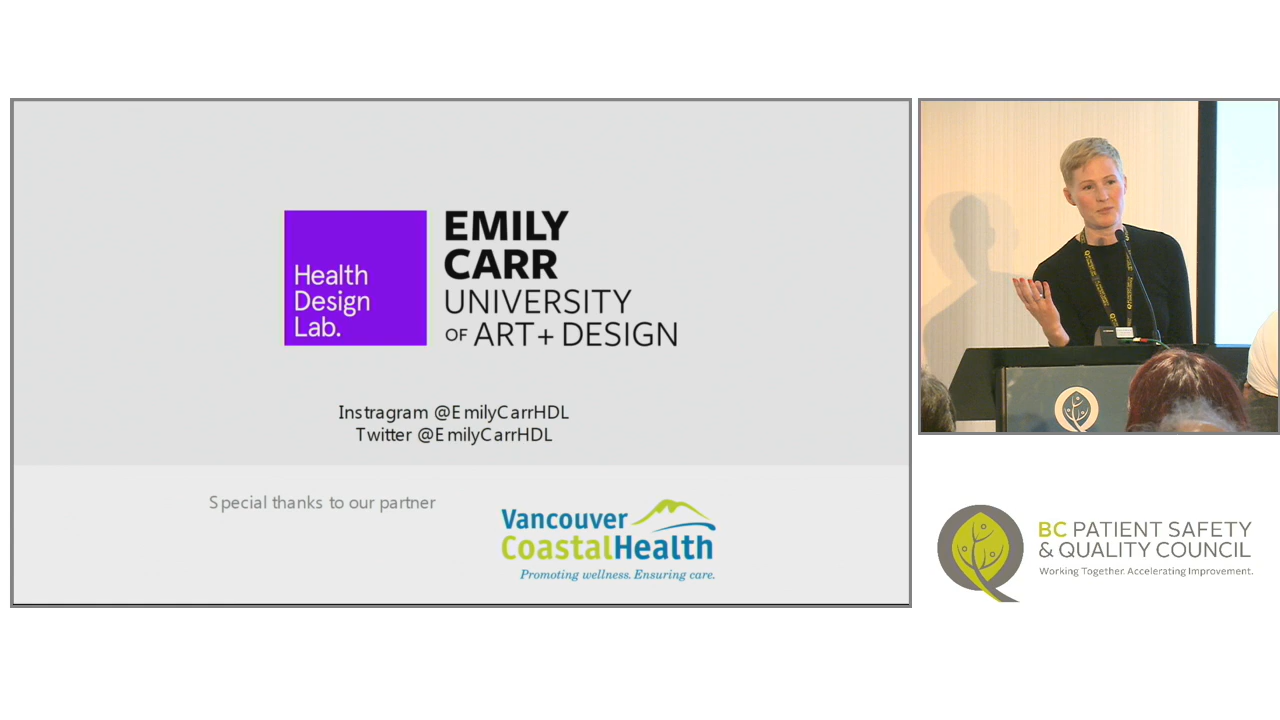 Health
Design
Lab.
EMILY
CARR
UNIVERSITY
OF ART + DESIGN
Instragram @EmilyCarrHDL
Twitter @EmilyCarrHDL
Special thanks to our partner
Vancouver
CoastalHealth
Promoting wellness. Ensuring care.
BC PATIENT SAFETY
& QUALITY COUNCIL
Working Together. Accelerating Improvement.